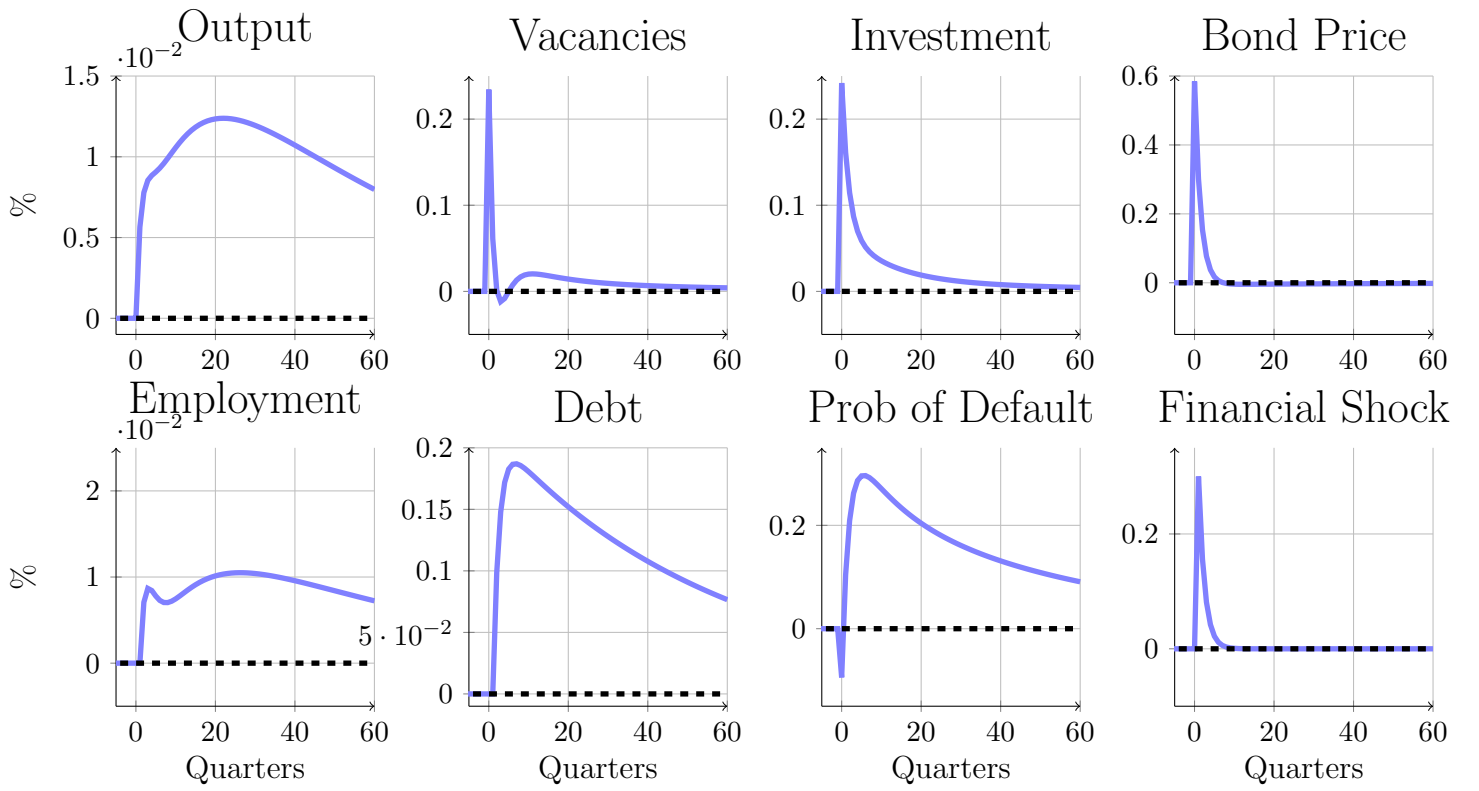 Output
Vacancies
Investment
Bond Price
·10⁻²
%
1.5
1
0.5
0
0 20 40 60
0.2
0.1
0
0 20 40 60
0.2
0.1
0
0 20 40 60
0.6
0.4
0.2
0
0 20 40 60
Employment
Debt
Prob of Default
Financial Shock
·10⁻²
%
2
1
0
0 20 40 60
Quarters
0.2
0.15
0.1
5 · 10⁻²
0
0 20 40 60
Quarters
0.2
0
0 20 40 60
Quarters
0.2
0
0 20 40 60
Quarters